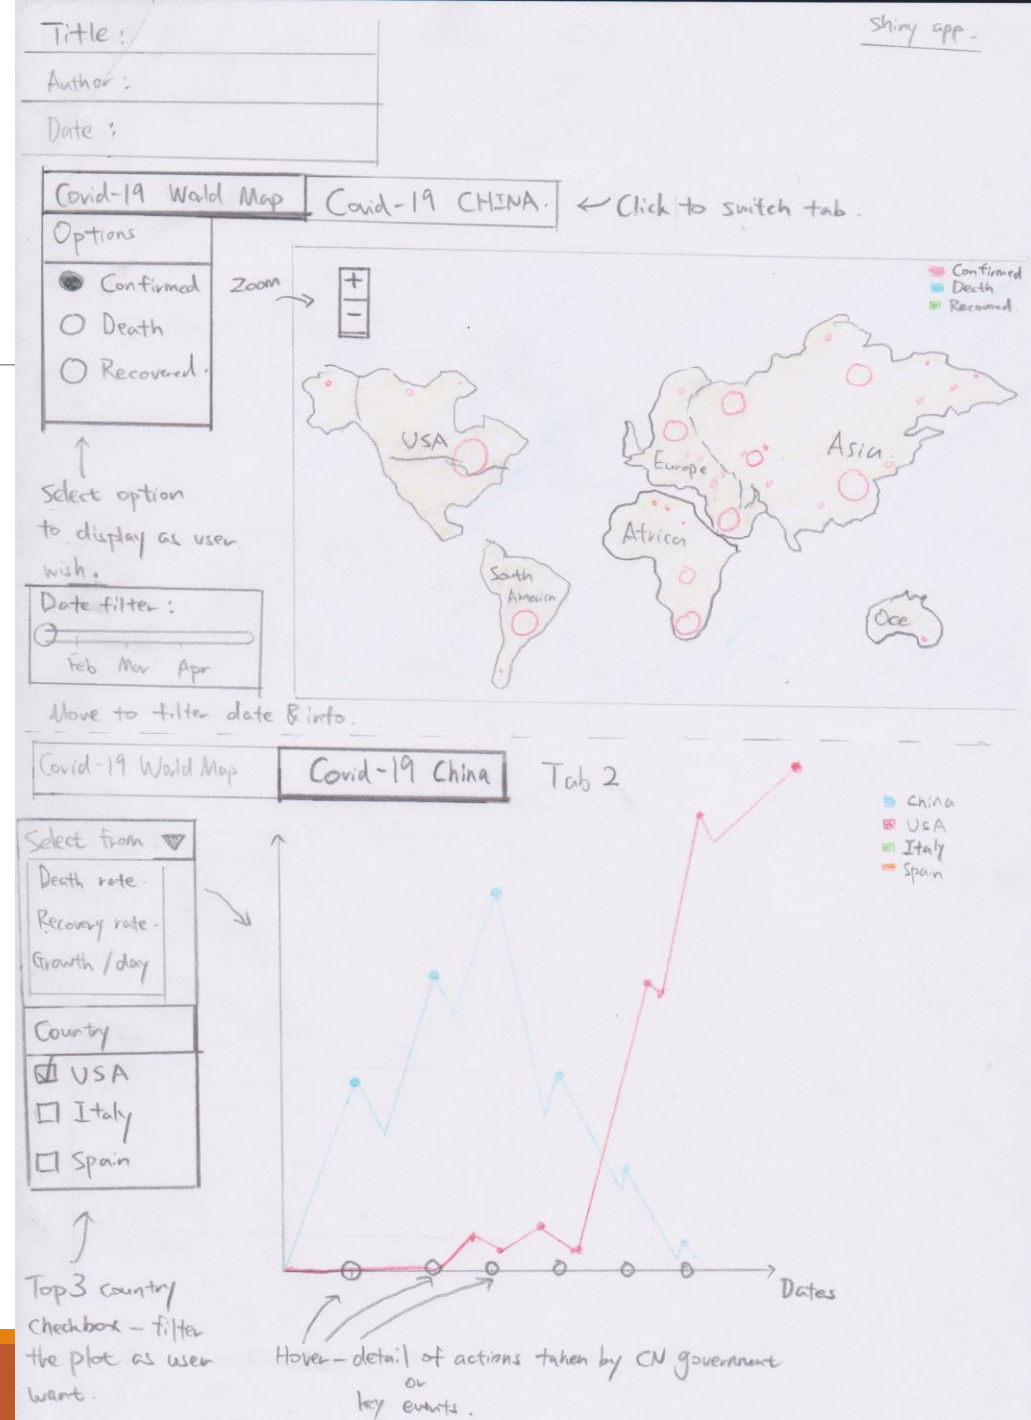 Title :
Shiny app.
Author :
Date :
Covid-19 World Map
Covid-19 CHINA.
← Click to switch tab.
Options
Confirmed
Death
Recovered.
Zoom
+
-
Confirmed
Death
Recovered
USA
Europe
Asia
Africa
South
America
Oce
Select option
to display as user
wish.
Date filter :
Feb Mar Apr
Move to filter date & info.
Covid-19 World Map
Covid-19 China
Tab 2
Select from
Death rate.
Recovery rate.
Growth /day
China
USA
Italy
Spain
Country
USA
Italy
Spain
Dates
Top 3 country
checkbox - filter
the plot as user
want.
Hover - detail of actions taken by CN government
or
key events.